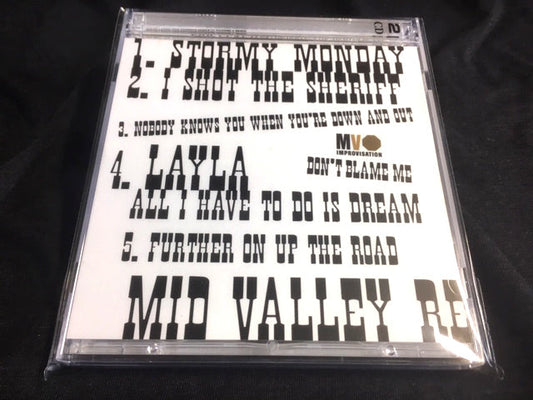 2
CD
1. STORMY MONDAY
2. I SHOT THE SHERIFF
3. NOBODY KNOWS YOU WHEN YOU'RE DOWN AND OUT
MVO
IMPROVISATION
4. LAYLA
DON'T BLAME ME
ALL I HAVE TO DO IS DREAM
5. FURTHER ON UP THE ROAD
MID VALLEY RE